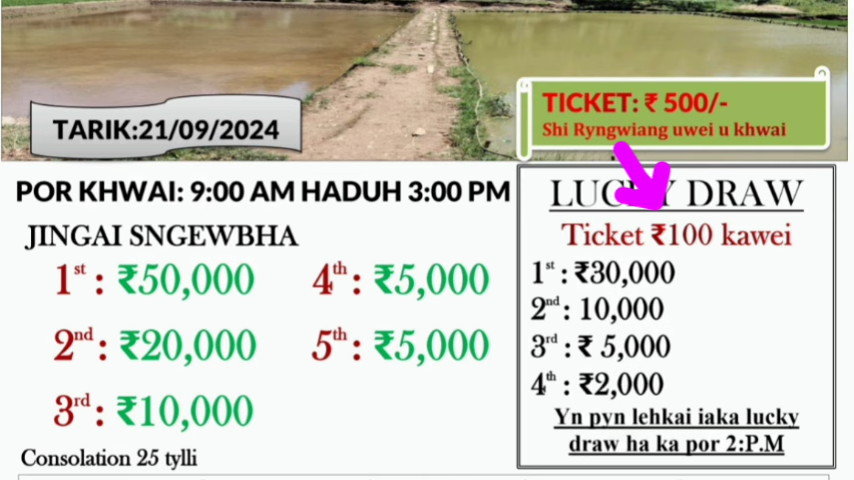 TARIK:21/09/2024
TICKET: ₹ 500/-
Shi Ryngwiang uwei u khwai
POR KHWAI: 9:00 AM HADUH 3:00 PM
JINGAI SNGEWBHA
1st : ₹50,000
2nd : ₹20,000
3rd : ₹10,000
4th : ₹5,000
5th : ₹5,000
Consolation 25 tylli
LUCKY DRAW
Ticket ₹100 kawei
1st : ₹30,000
2nd : 10,000
3rd : ₹ 5,000
4th : ₹2,000
Yn pyn lehkai iaka lucky
draw ha ka por 2:P.M